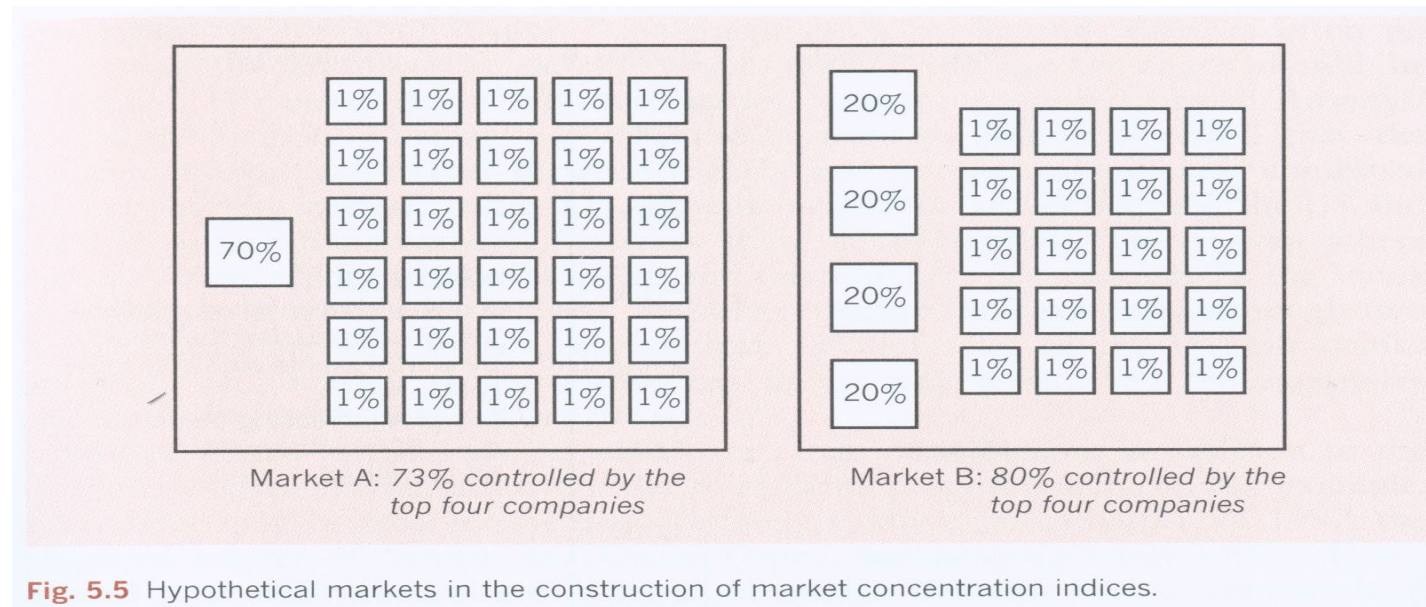 1% 1% 1% 1% 1%
1% 1% 1% 1% 1%
1% 1% 1% 1% 1%
70%
1% 1% 1% 1% 1%
1% 1% 1% 1% 1%
1% 1% 1% 1% 1%
Market A: 73% controlled by the
top four companies
20%
20%
20%
20%
1% 1% 1% 1%
1% 1% 1% 1%
1% 1% 1% 1%
1% 1% 1% 1%
1% 1% 1% 1%
Market B: 80% controlled by the
top four companies
Fig. 5.5 Hypothetical markets in the construction of market concentration indices.